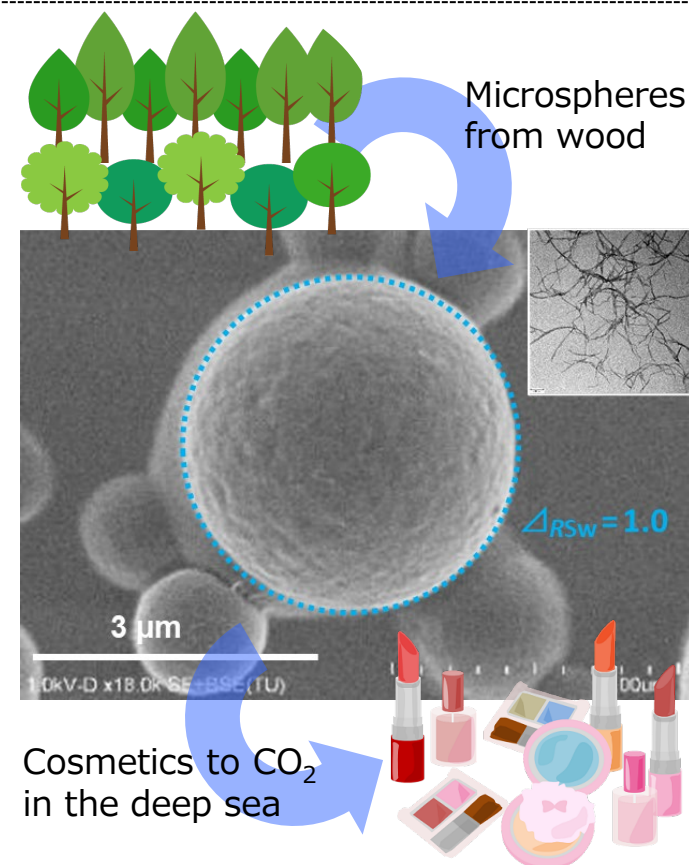 Microspheres
from wood
⊿RSw = 1.0
3 μm
1.0kV-D x18.0k SE+BSE(TU)
Cosmetics to CO₂
in the deep sea